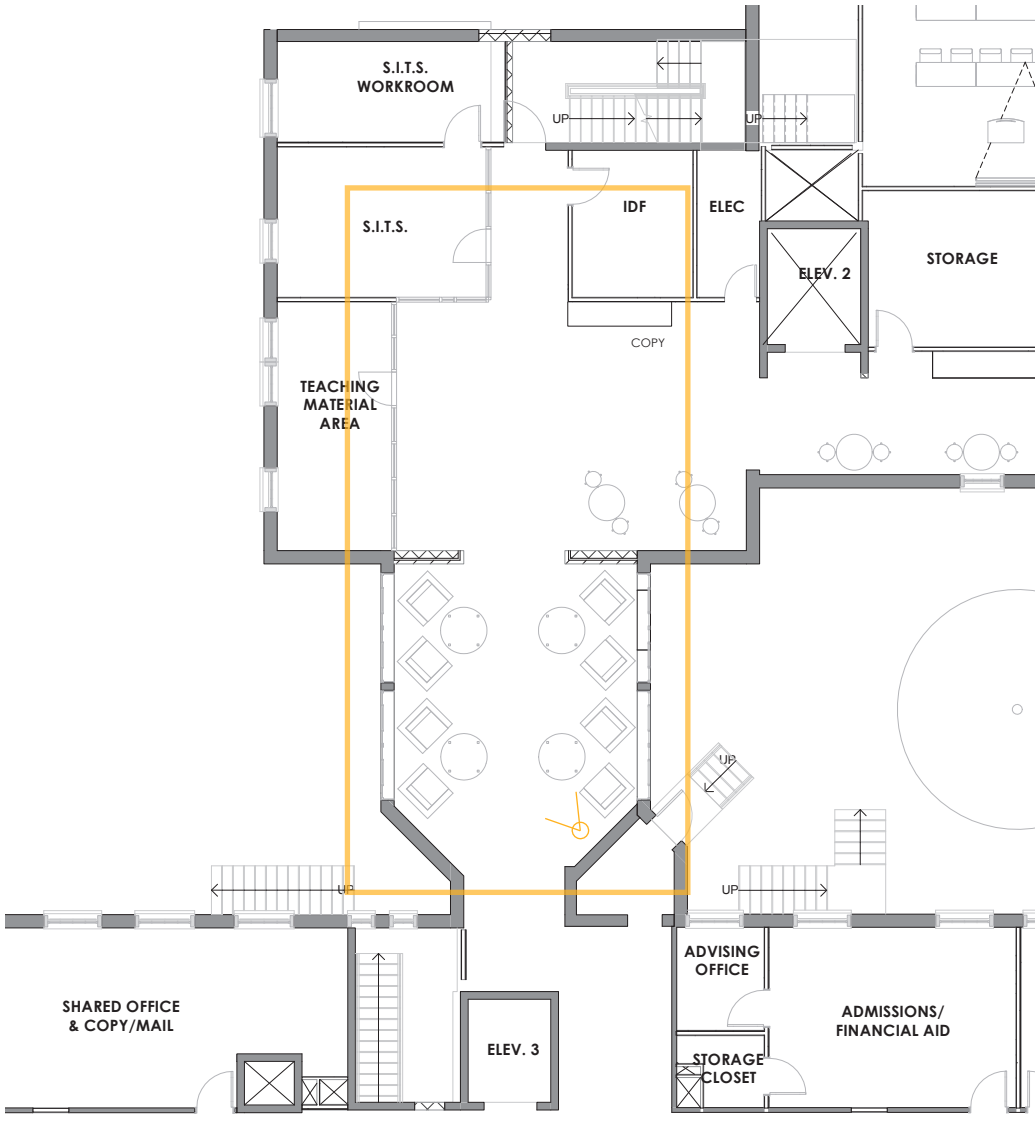 S.I.T.S.
WORKROOM
UP
UP
S.I.T.S.
IDF
ELEC
ELEV. 2
STORAGE
COPY
TEACHING
MATERIAL
AREA
UP
UP
UP
ADVISING
OFFICE
SHARED OFFICE
& COPY/MAIL
ADMISSIONS/
FINANCIAL AID
ELEV. 3
STORAGE
CLOSET